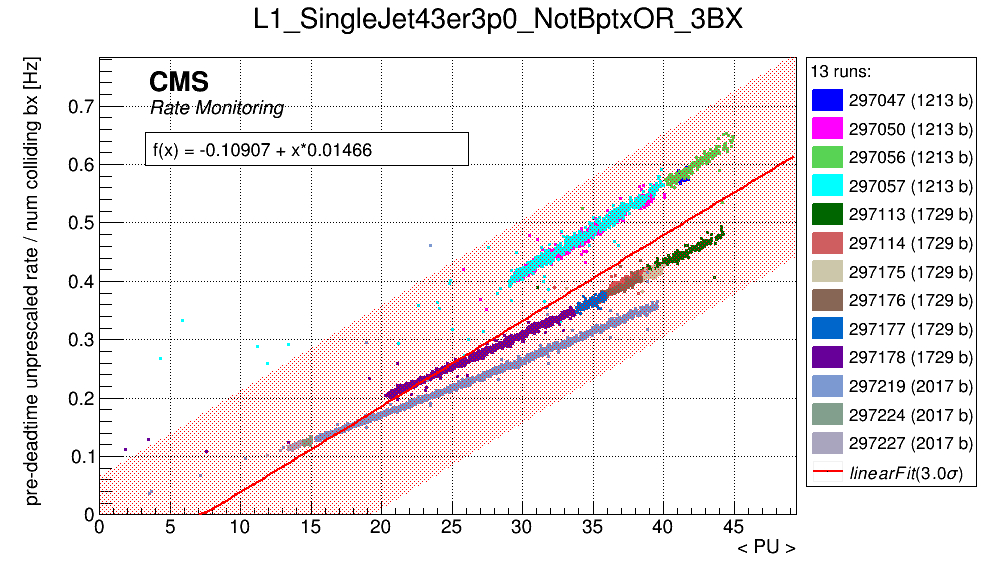 L1_SingleJet43er3p0_NotBptxOR_3BX
pre-deadtime unprescaled rate / num colliding bx [Hz]
CMS
Rate Monitoring
f(x) = -0.10907 + x*0.01466
0.7
0.6
0.5
0.4
0.3
0.2
0.1
0
0 5 10 15 20 25 30 35 40 45
< PU >
13 runs:
297047 (1213 b)
297050 (1213 b)
297056 (1213 b)
297057 (1213 b)
297113 (1729 b)
297114 (1729 b)
297175 (1729 b)
297176 (1729 b)
297177 (1729 b)
297178 (1729 b)
297219 (2017 b)
297224 (2017 b)
297227 (2017 b)
linearFit(3.0σ)